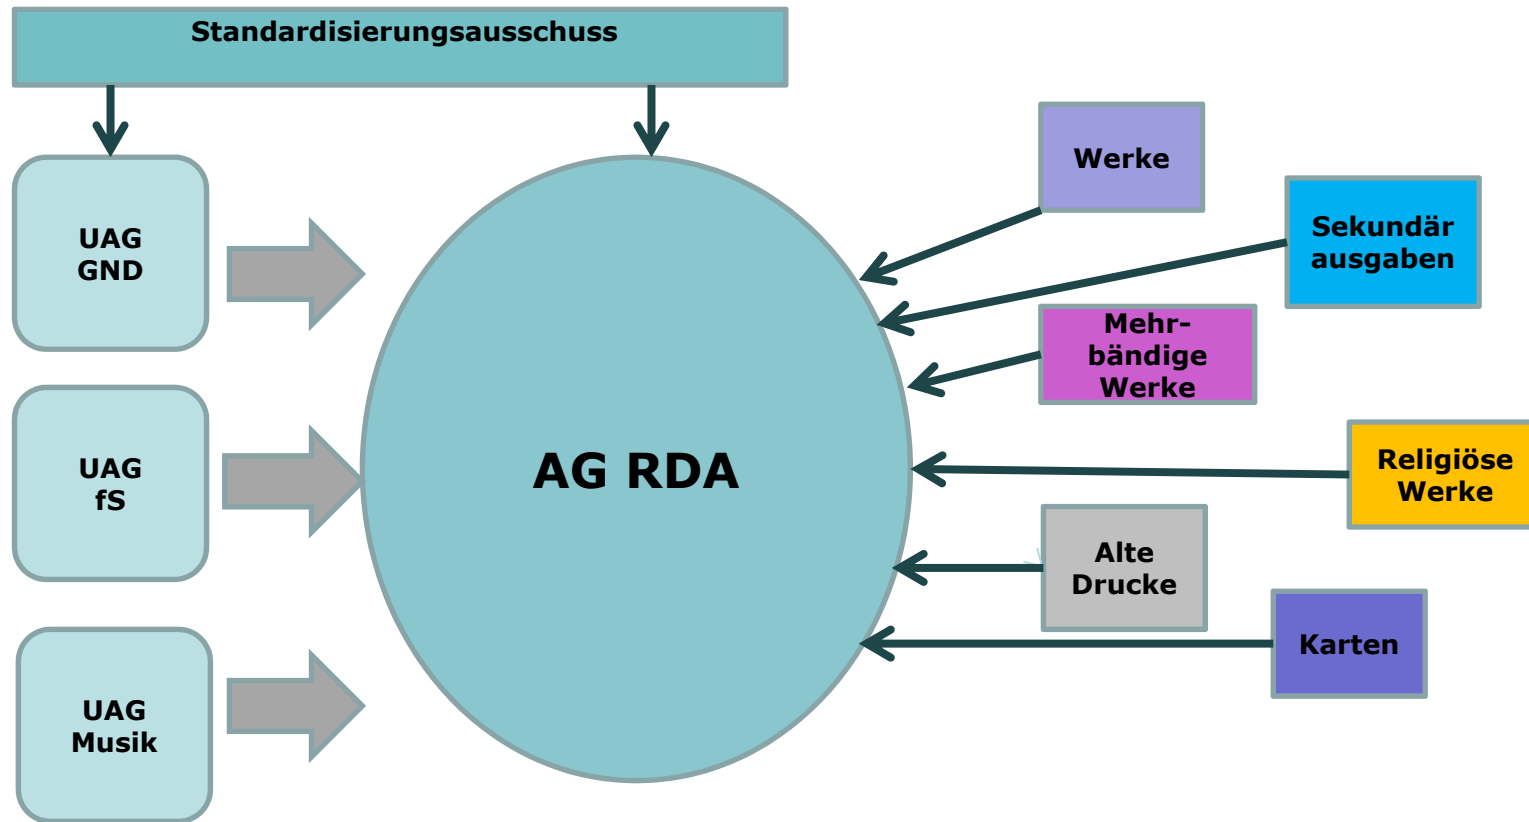 Standardisierungsausschuss
UAG
GND
UAG
fS
UAG
Musik
AG RDA
Werke
Sekundär
ausgaben
Mehr-
bändige
Werke
Religiöse
Werke
Alte
Drucke
Karten